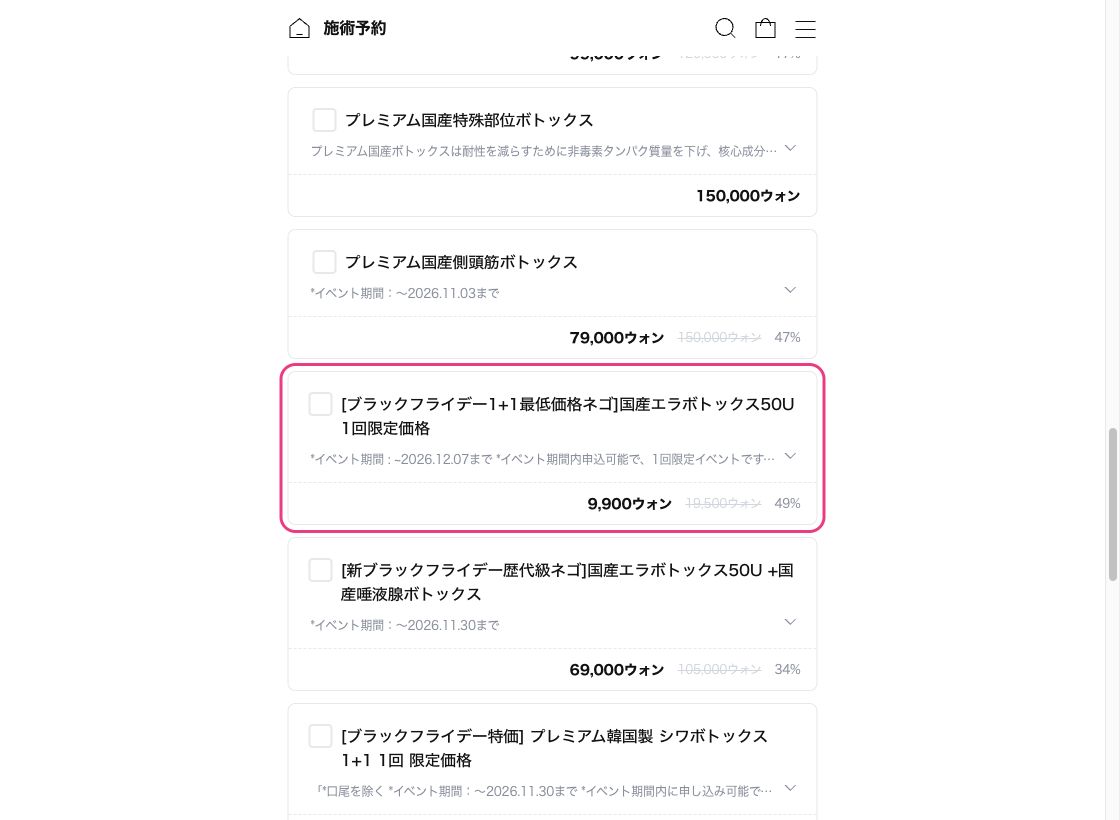 施術予約
プレミアム国産特殊部位ボトックス
プレミアム国産ボトックスは耐性を減らすために非毒素タンパク質量を下げ、核心成分…
150,000ウォン
プレミアム国産側頭筋ボトックス
*イベント期間：〜2026.11.03まで
79,000ウォン 150,000ウォン 47%
[ブラックフライデー1+1最低価格ネゴ]国産エラボトックス50U
1回限定価格
*イベント期間 : ~2026.12.07まで *イベント期間内申込可能で、1回限定イベントです…
9,900ウォン 19,500ウォン 49%
[新ブラックフライデー歴代級ネゴ]国産エラボトックス50U +国
産唾液腺ボトックス
*イベント期間：〜2026.11.30まで
69,000ウォン 105,000ウォン 34%
[ブラックフライデー特価] プレミアム韓国製 シワボトックス
1+1 1回 限定価格
「*口尾を除く *イベント期間：〜2026.11.30まで *イベント期間内に申し込み可能で…